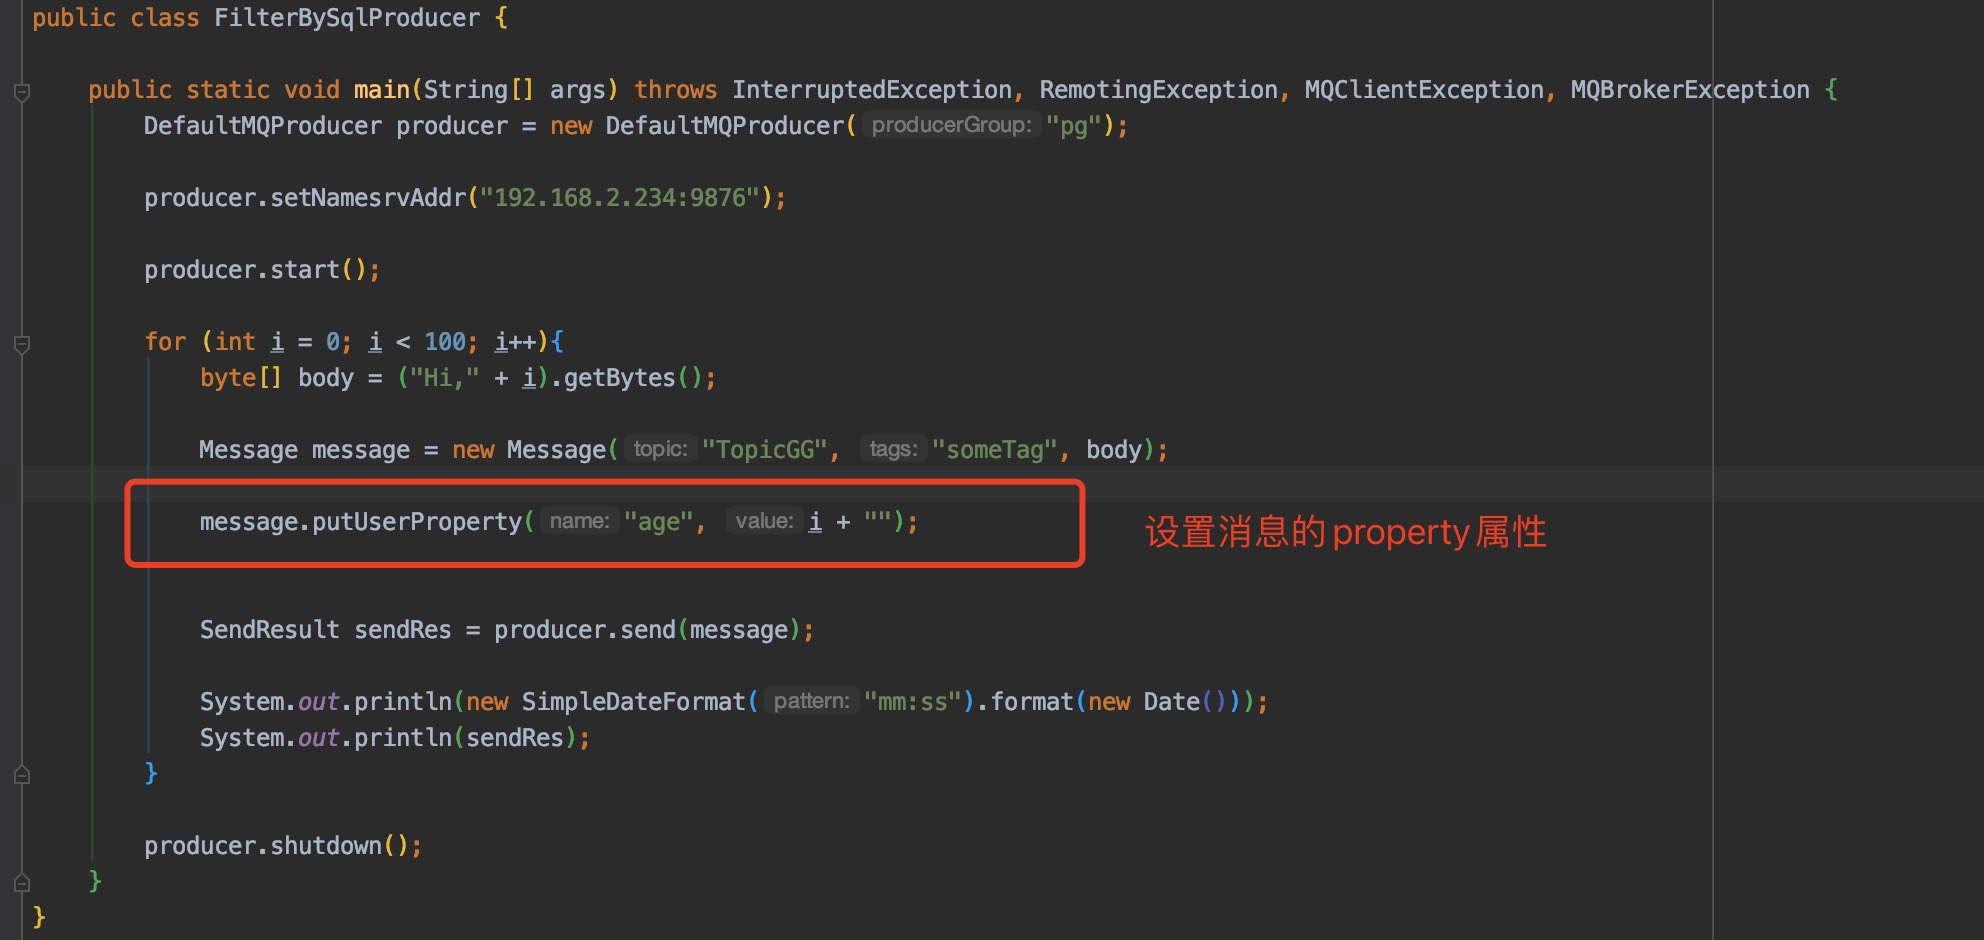 public class FilterBySqlProducer {
public static void main(String[] args) throws InterruptedException, RemotingException, MQClientException, MQBrokerException {
DefaultMQProducer producer = new DefaultMQProducer( producerGroup: "pg");
producer.setNamesrvAddr("192.168.2.234:9876");
producer.start();
for (int i = 0; i < 100; i++){
byte[] body = ("Hi," + i).getBytes();
Message message = new Message( topic: "TopicGG", tags: "someTag", body);
message.putUserProperty( name: "age", value: i + "");
设置消息的property属性
SendResult sendRes = producer.send(message);
System.out.println(new SimpleDateFormat( pattern: "mm:ss").format(new Date()));
System.out.println(sendRes);
}
producer.shutdown();
}
}